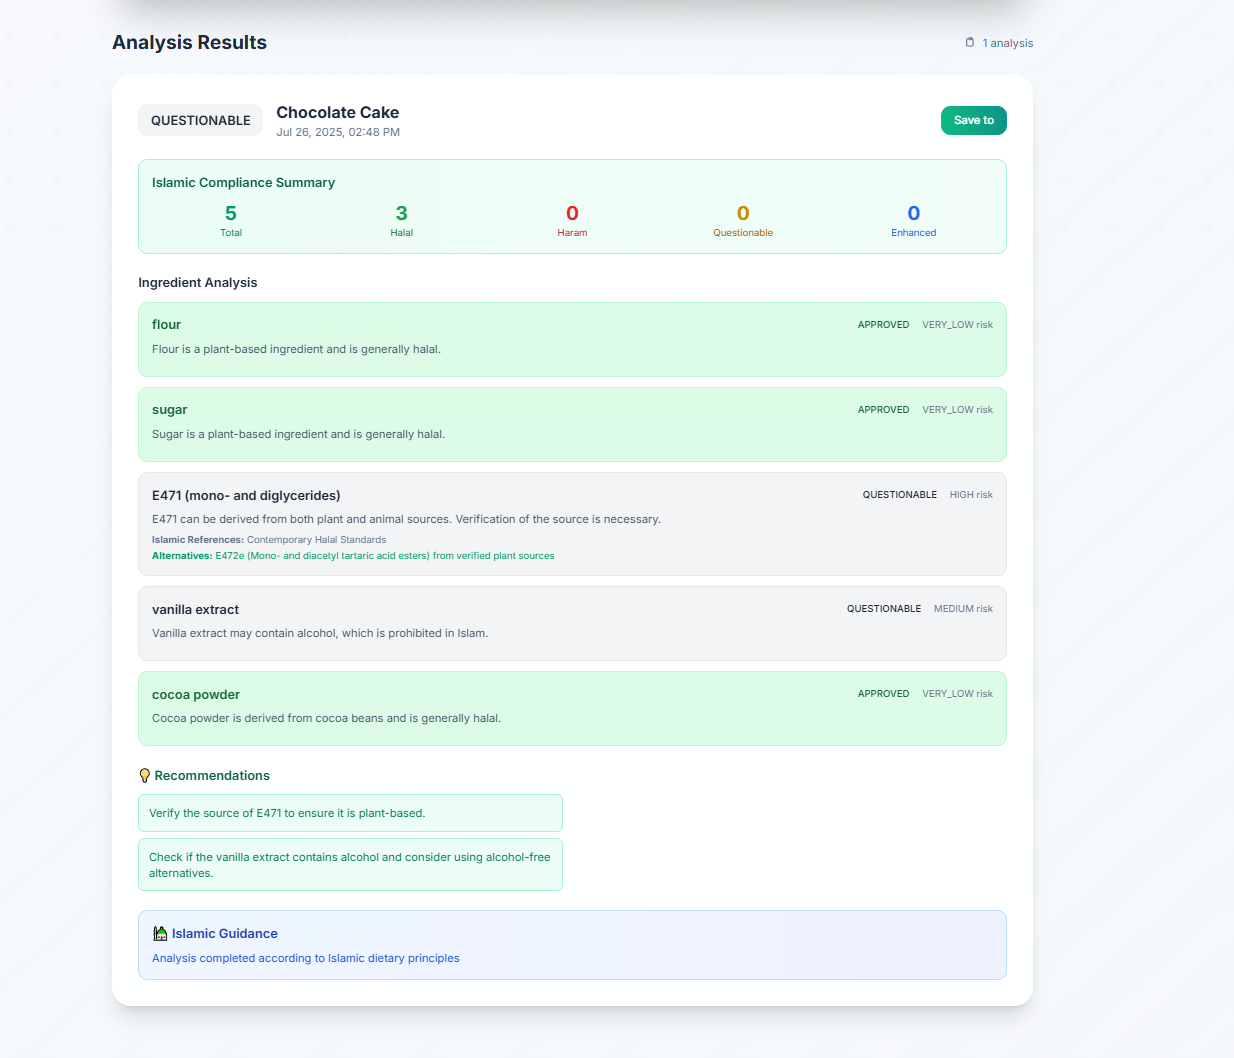 Analysis Results
1 analysis
QUESTIONABLE
Chocolate Cake
Jul 26, 2025, 02:48 PM
Save to
Islamic Compliance Summary
5
Total
3
Halal
0
Haram
0
Questionable
0
Enhanced
Ingredient Analysis
flour
APPROVED VERY_LOW risk
Flour is a plant-based ingredient and is generally halal.
sugar
APPROVED VERY_LOW risk
Sugar is a plant-based ingredient and is generally halal.
E471 (mono- and diglycerides)
QUESTIONABLE HIGH risk
E471 can be derived from both plant and animal sources. Verification of the source is necessary.
Islamic References: Contemporary Halal Standards
Alternatives: E472e (Mono- and diacetyl tartaric acid esters) from verified plant sources
vanilla extract
QUESTIONABLE MEDIUM risk
Vanilla extract may contain alcohol, which is prohibited in Islam.
cocoa powder
APPROVED VERY_LOW risk
Cocoa powder is derived from cocoa beans and is generally halal.
Recommendations
Verify the source of E471 to ensure it is plant-based.
Check if the vanilla extract contains alcohol and consider using alcohol-free
alternatives.
Islamic Guidance
Analysis completed according to Islamic dietary principles